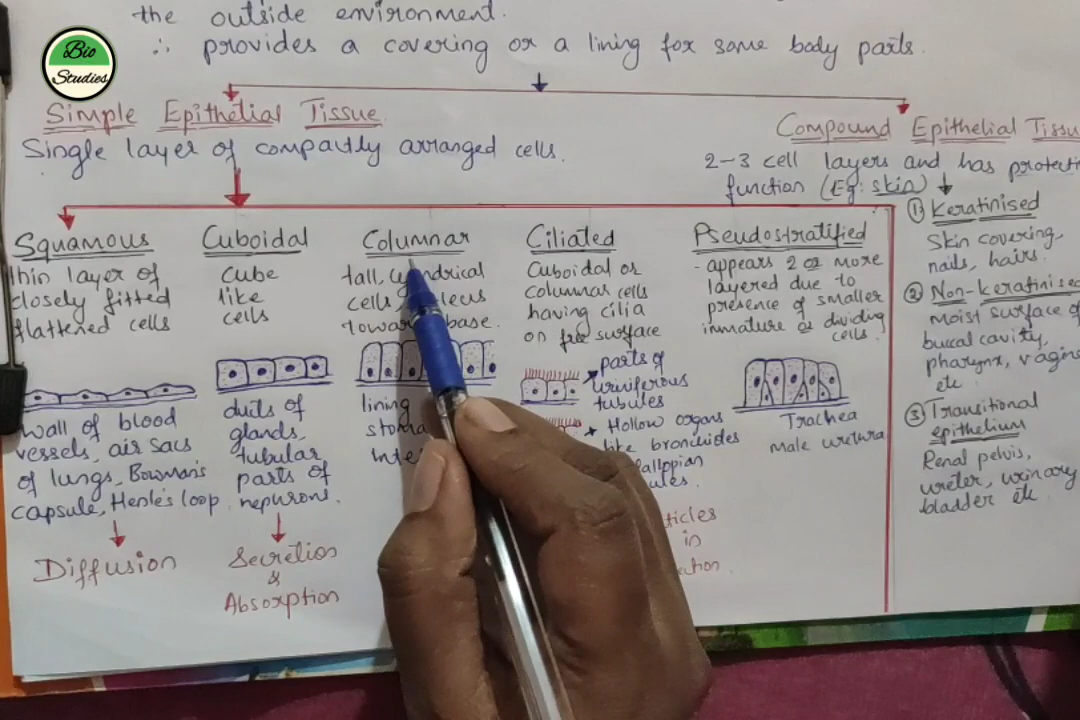 the outside environment.
∴ provides a covering or a lining for some body parts.
Bio
Studies
Simple Epithelial Tissue
Single layer of compactly arranged cells.
Squamous
thin layer of
closely fitted
flattened cells
wall of blood
vessels, air sacs
of lungs, Bowman's
capsule, Henle's loop
Diffusion
Cuboidal
Cube
like
cells
duits of
glands,
tubular
parts of
nephrons.
Secretion
&
Absorption
Columnar
tall,
cells
base.
lining
Ciliated
Cuboidal or
columnar cells
having cilia
on free surface
parts of
uriniferous
tubules
Hollow organs
like bronchides
in
Pseudostratified
- appears 2 or more
layered due to
presence of smaller
immature or dividing
cells.
Trachea
male urethra
Compound Epithelial
2-3 cell layers and has
function (Eg: skin)
① Keratinised
Skin covering,
nails, hairs.
② Non-keratinised
moist surface of
buccal cavity,
pharynx, vagina
etc
③ Transitional
epithelium
Renal pelvis,
ureter, urinary
bladder etc